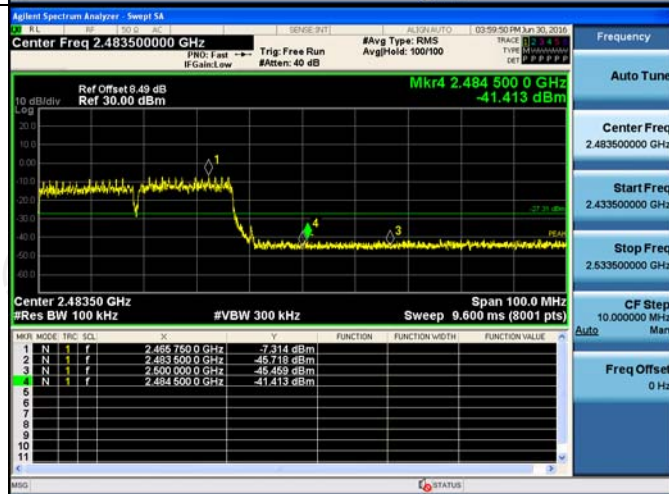 Agilent Spectrum Analyzer - Swept SA
RL RF 50 Ω AC SENSE:INT ALIGNAUTO 03:59:50 PM Jun 30, 2016
Center Freq 2.483500000 GHz
PNO: Fast
IFGain:Low
Trig: Free Run
#Atten: 40 dB
#Avg Type: RMS
Avg|Hold: 100/100
TRACE 1 2 3 4 5 6
TYPE
DET P P P P P P
Mkr4 2.484 500 0 GHz
-41.413 dBm
Ref Offset 8.49 dB
Ref 30.00 dBm
10 dB/div
Log
20.0
10.0
0.00
-10.0
-20.0
-30.0
-40.0
-50.0
-60.0
1
4
3
-27.31 dBm
PEAK
Center 2.48350 GHz
#Res BW 100 kHz
#VBW 300 kHz
Span 100.0 MHz
Sweep 9.600 ms (8001 pts)
MKR MODE TRC SCL X Y FUNCTION FUNCTION WIDTH FUNCTION VALUE
1 N 1 f 2.465 750 0 GHz -7.314 dBm
2 N 1 f 2.483 500 0 GHz -45.718 dBm
3 N 1 f 2.500 000 0 GHz -45.459 dBm
4 N 1 f 2.484 500 0 GHz -41.413 dBm
5
6
7
8
9
10
11
MSG STATUS
Frequency
Auto Tune
Center Freq
2.483500000 GHz
Start Freq
2.433500000 GHz
Stop Freq
2.533500000 GHz
CF Step
10.000000 MHz
Auto Man
Freq Offset
0 Hz